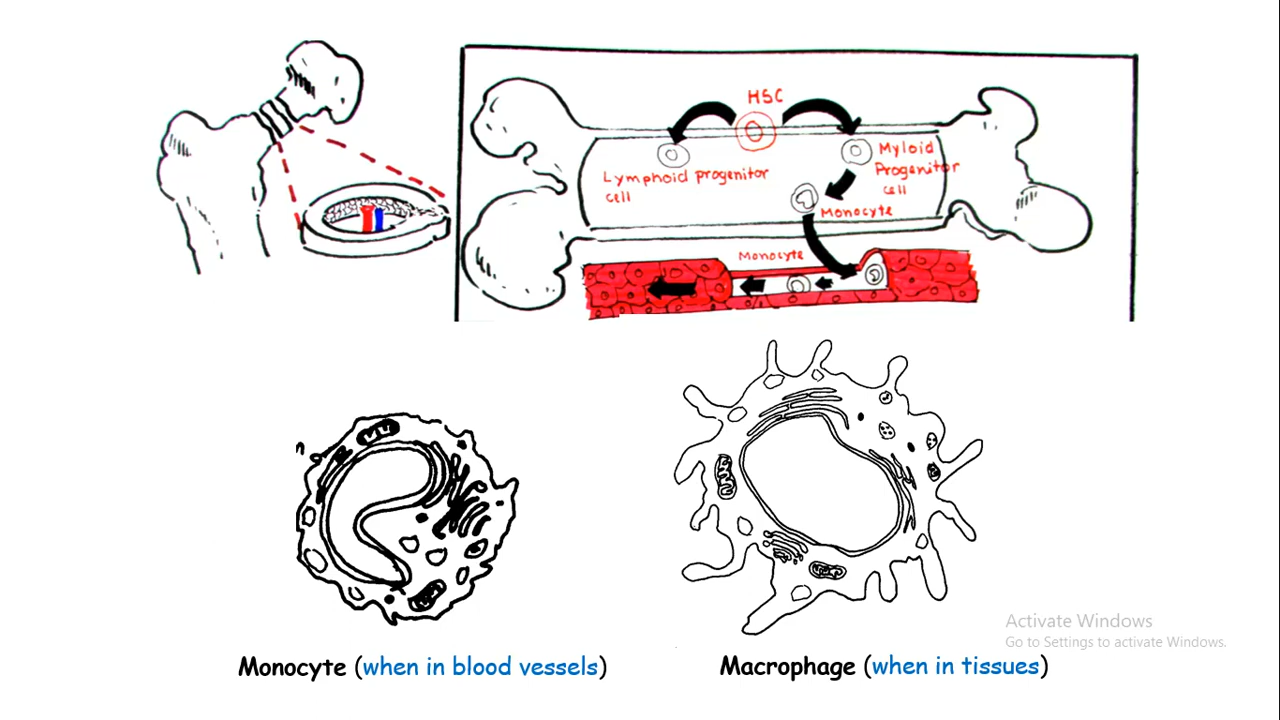 HSC
Lymphoid progenitor
cell
Myloid
Progenitor
cell
Monocyte
Monocyte
Monocyte (when in blood vessels)
Macrophage (when in tissues)
Activate Windows
Go to Settings to activate Windows.